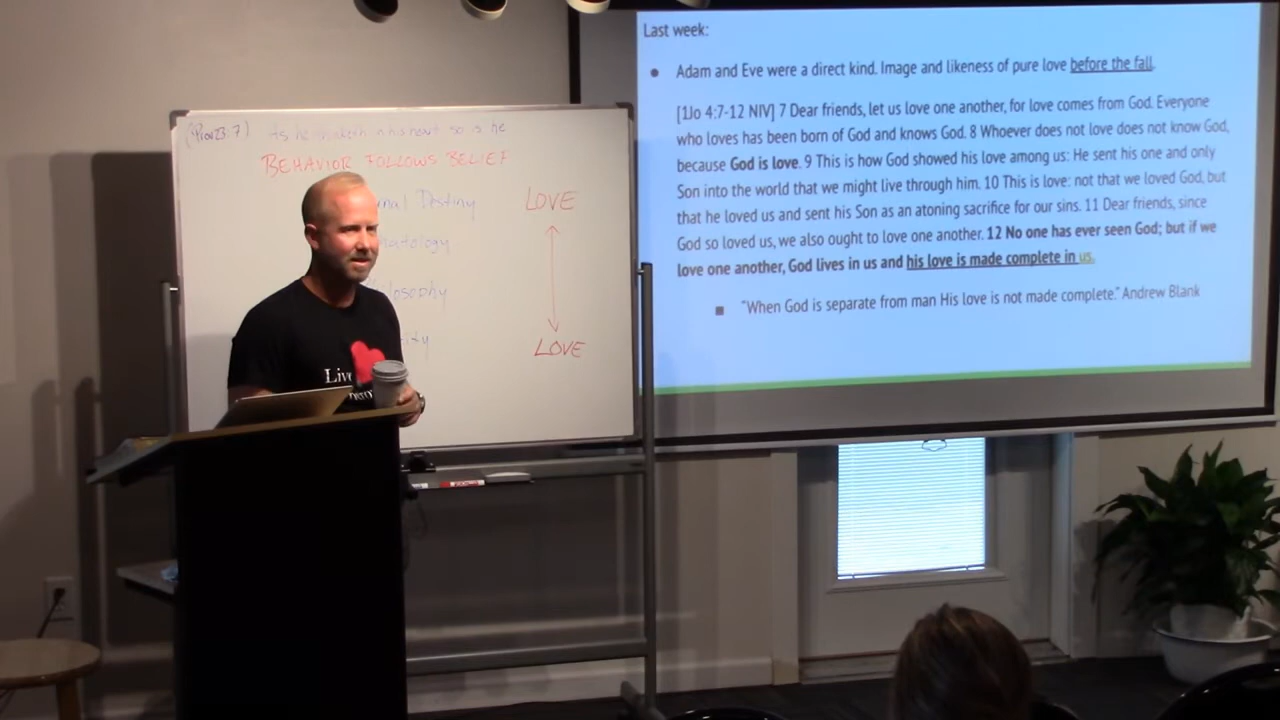 Last week:
Adam and Eve were a direct kind. Image and likeness of pure love before the fall.
[1Jo 4:7-12 NIV] 7 Dear friends, let us love one another, for love comes from God. Everyone
who loves has been born of God and knows God. 8 Whoever does not love does not know God,
because God is love. 9 This is how God showed his love among us: He sent his one and only
Son into the world that we might live through him. 10 This is love: not that we loved God, but
that he loved us and sent his Son as an atoning sacrifice for our sins. 11 Dear friends, since
God so loved us, we also ought to love one another. 12 No one has ever seen God; but if we
love one another, God lives in us and his love is made complete in us.
"When God is separate from man His love is not made complete." Andrew Blank
(Prov 23:7) As he thinketh in his heart so is he
BEHAVIOR FOLLOWS BELIEF
Destiny
LOVE
LOVE
Live